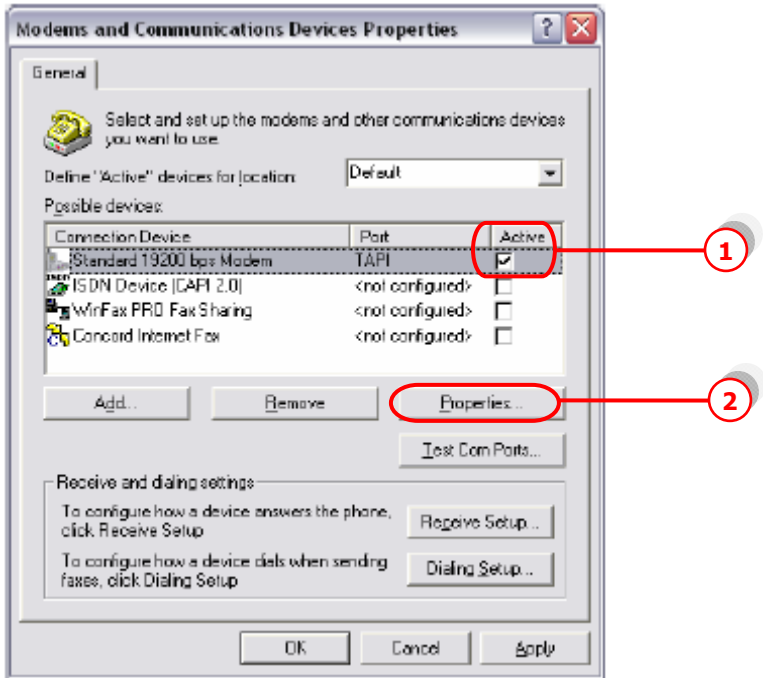 Modems and Communications Devices Properties
?
General
Select and set up the modems and other communications devices
you want to use.
Define "Active" devices for location:
Default
Possible devices:
Connection Device Port Active
Standard 19200 bps Modem TAPI
ISDN Device [CAPI 2.0] <not configured>
WinFax PRO Fax Sharing <not configured>
Concord Internet Fax <not configured>
1
Add... Remove Properties...
2
Test Com Ports...
Receive and dialing settings
To configure how a device answers the phone,
click Receive Setup
Receive Setup...
To configure how a device dials when sending
faxes, click Dialing Setup
Dialing Setup...
OK Cancel Apply